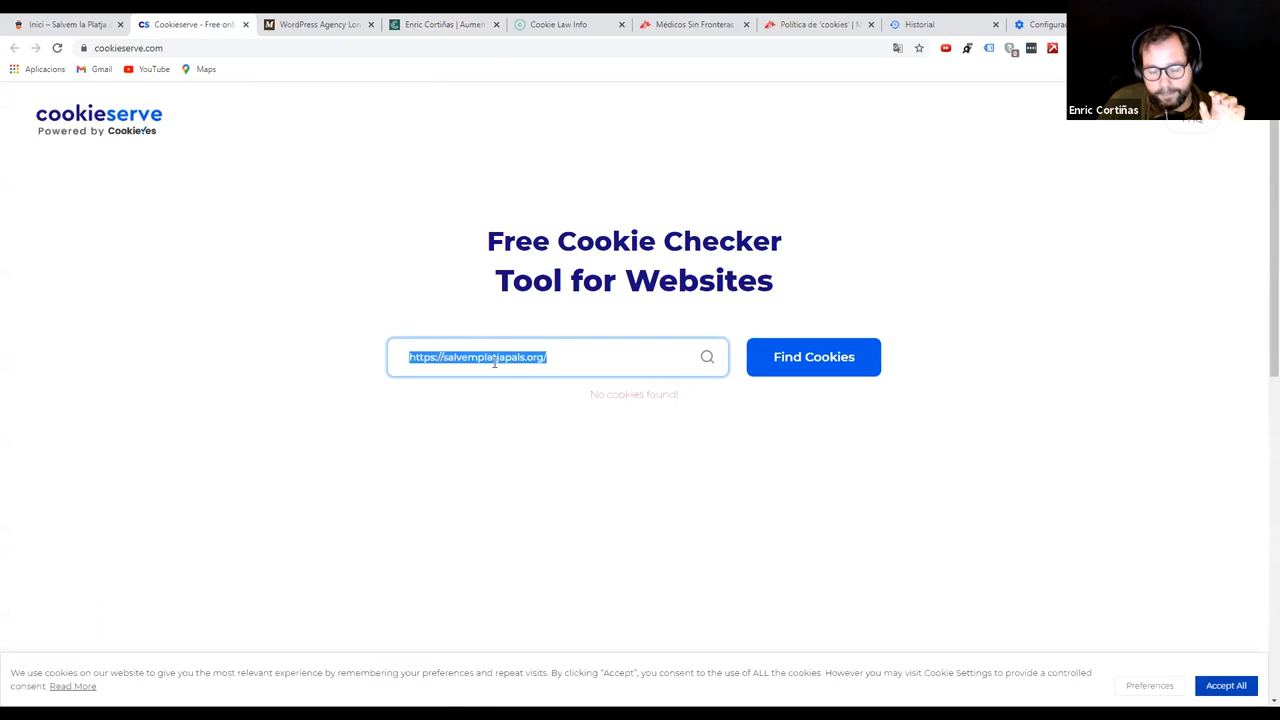 Inici – Salvem la Platja
Cookieserve - Free onl
WordPress Agency Lon
Enric Cortiñas | Aumen
Cookie Law Info
Médicos Sin Fronteras
Política de 'cookies' | M
Historial
Configura
cookieserve.com
Aplicacions
Gmail
YouTube
Maps
Enric Cortiñas
cookieserve
Powered by CookieYes
FAQ
Free Cookie Checker
Tool for Websites
https://salvemplatjapals.org/
Find Cookies
No cookies found!
We use cookies on our website to give you the most relevant experience by remembering your preferences and repeat visits. By clicking “Accept”, you consent to the use of ALL the cookies. However you may visit Cookie Settings to provide a controlled
consent. Read More
Preferences
Accept All